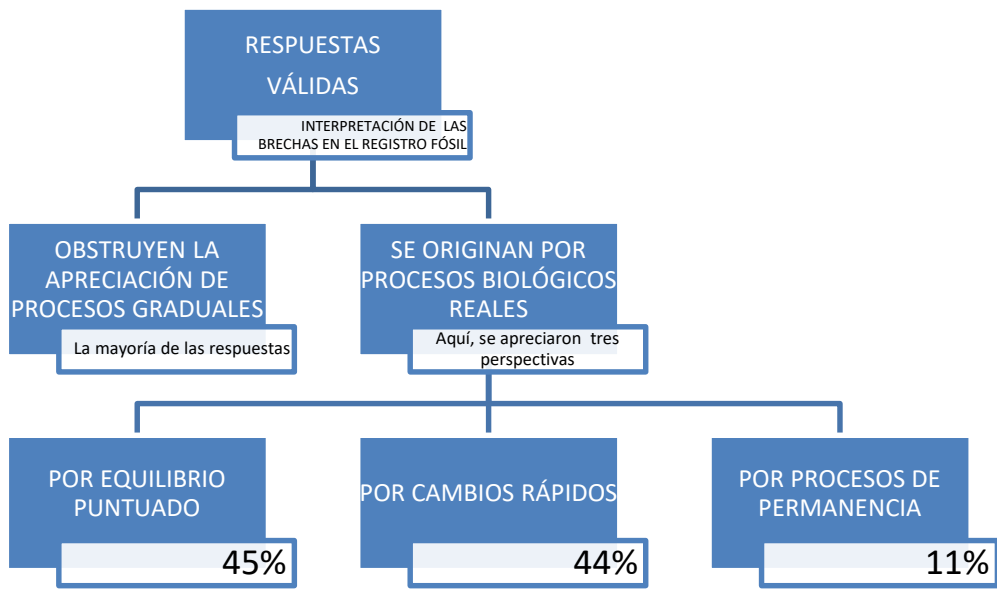 RESPUESTAS
VÁLIDAS
INTERPRETACIÓN DE LAS
BRECHAS EN EL REGISTRO FÓSIL
OBSTRUYEN LA
APRECIACIÓN DE
PROCESOS GRADUALES
La mayoría de las respuestas
SE ORIGINAN POR
PROCESOS BIOLÓGICOS
REALES
Aquí, se apreciaron tres
perspectivas
POR EQUILIBRIO
PUNTUADO
45%
POR CAMBIOS RÁPIDOS
44%
POR PROCESOS DE
PERMANENCIA
11%